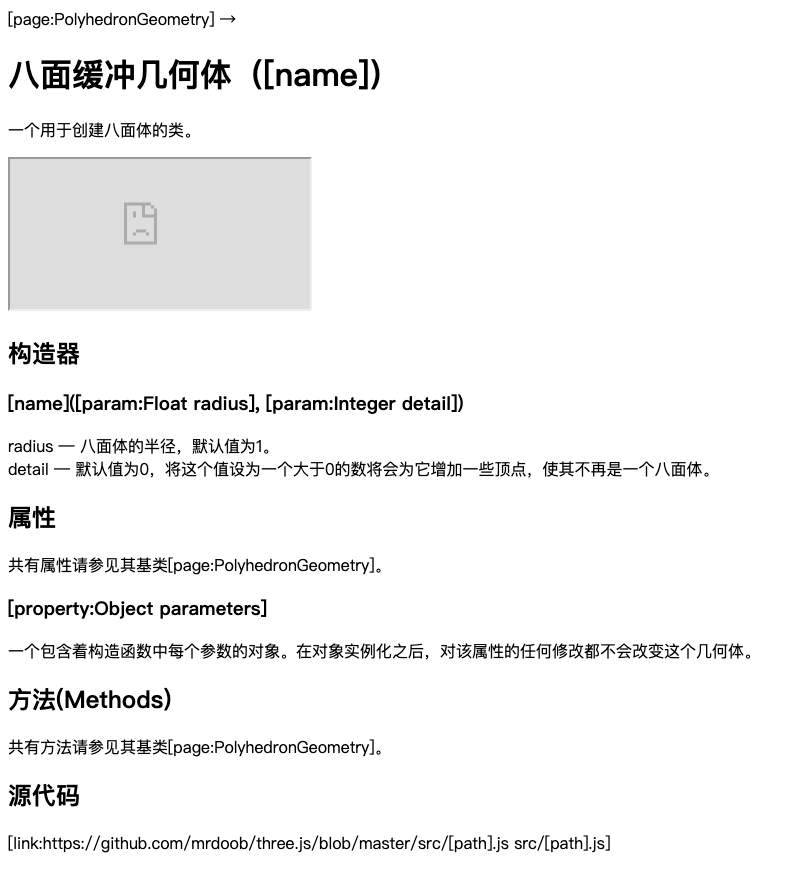 [page:PolyhedronGeometry] →
八面缓冲几何体（[name]）
一个用于创建八面体的类。
构造器
[name]([param:Float radius], [param:Integer detail])
radius — 八面体的半径，默认值为1。
detail — 默认值为0，将这个值设为一个大于0的数将会为它增加一些顶点，使其不再是一个八面体。
属性
共有属性请参见其基类[page:PolyhedronGeometry]。
[property:Object parameters]
一个包含着构造函数中每个参数的对象。在对象实例化之后，对该属性的任何修改都不会改变这个几何体。
方法(Methods)
共有方法请参见其基类[page:PolyhedronGeometry]。
源代码
[link:https://github.com/mrdoob/three.js/blob/master/src/[path].js src/[path].js]